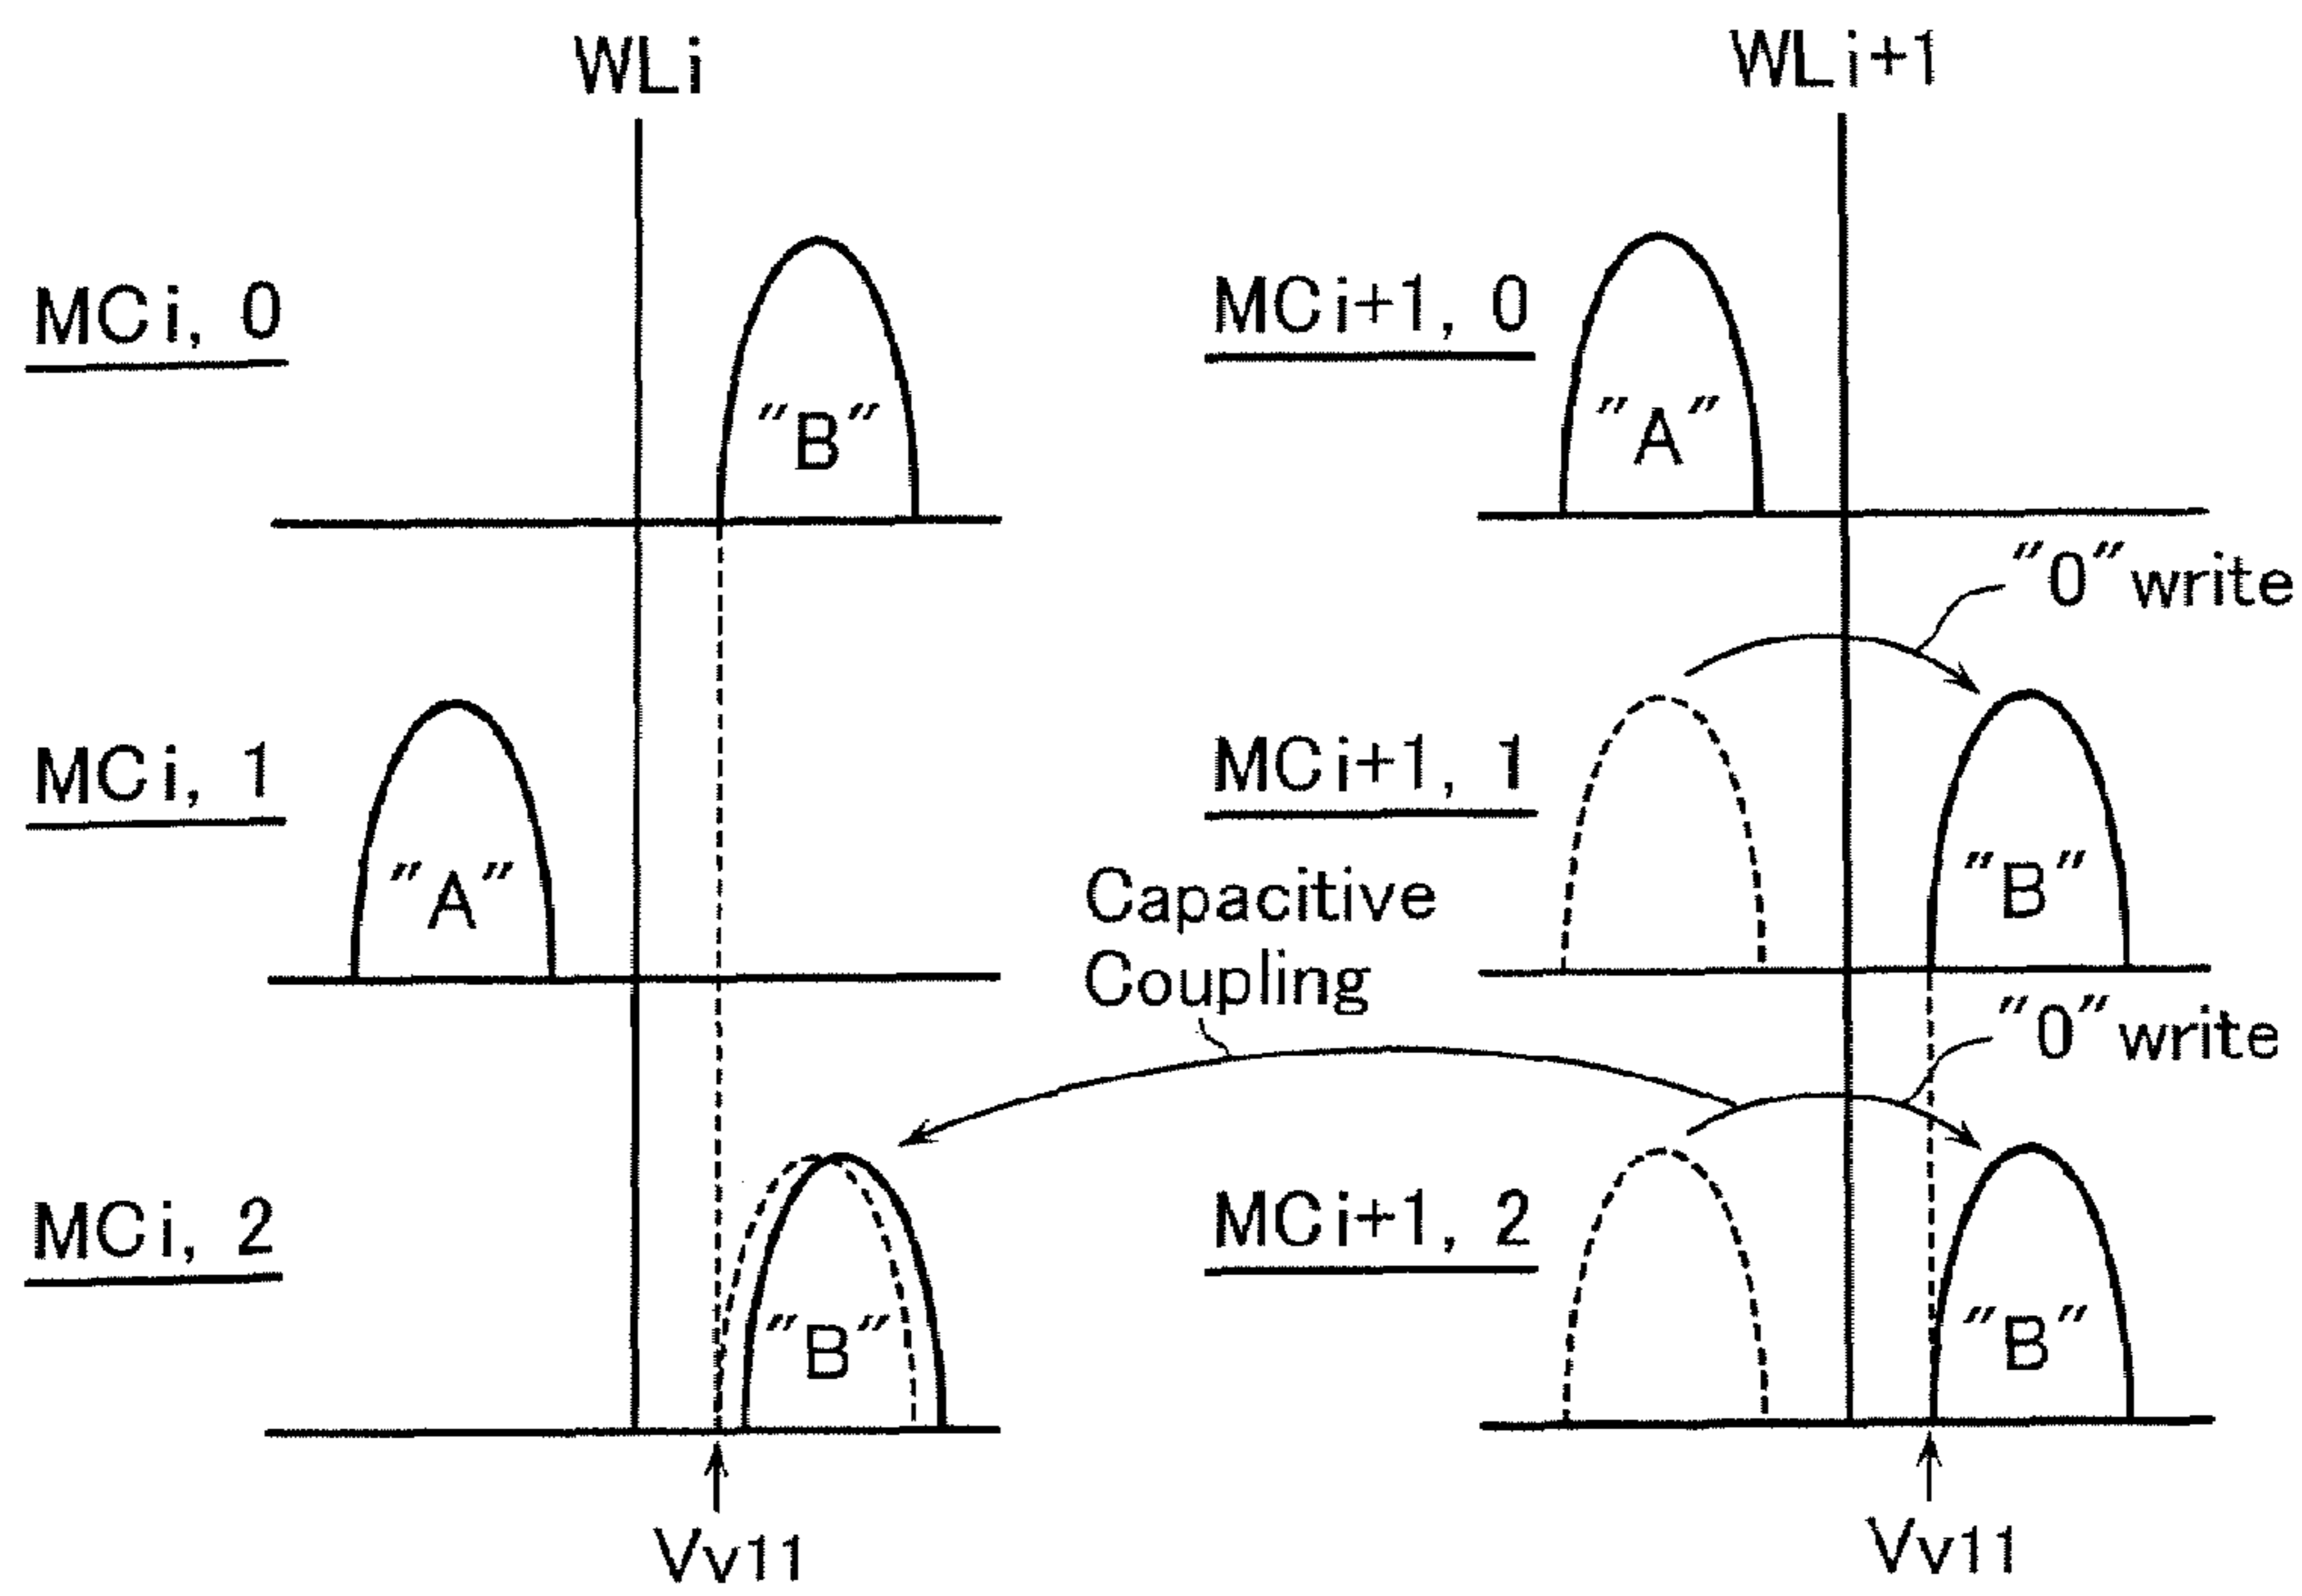 WLi
WLi+1
MCi, 0
"B"
MCi+1, 0
"A"
"0" write
MCi, 1
"A"
MCi+1, 1
"B"
Capacitive
Coupling
"0" write
MCi, 2
"B"
MCi+1, 2
"B"
Vv11
Vv11